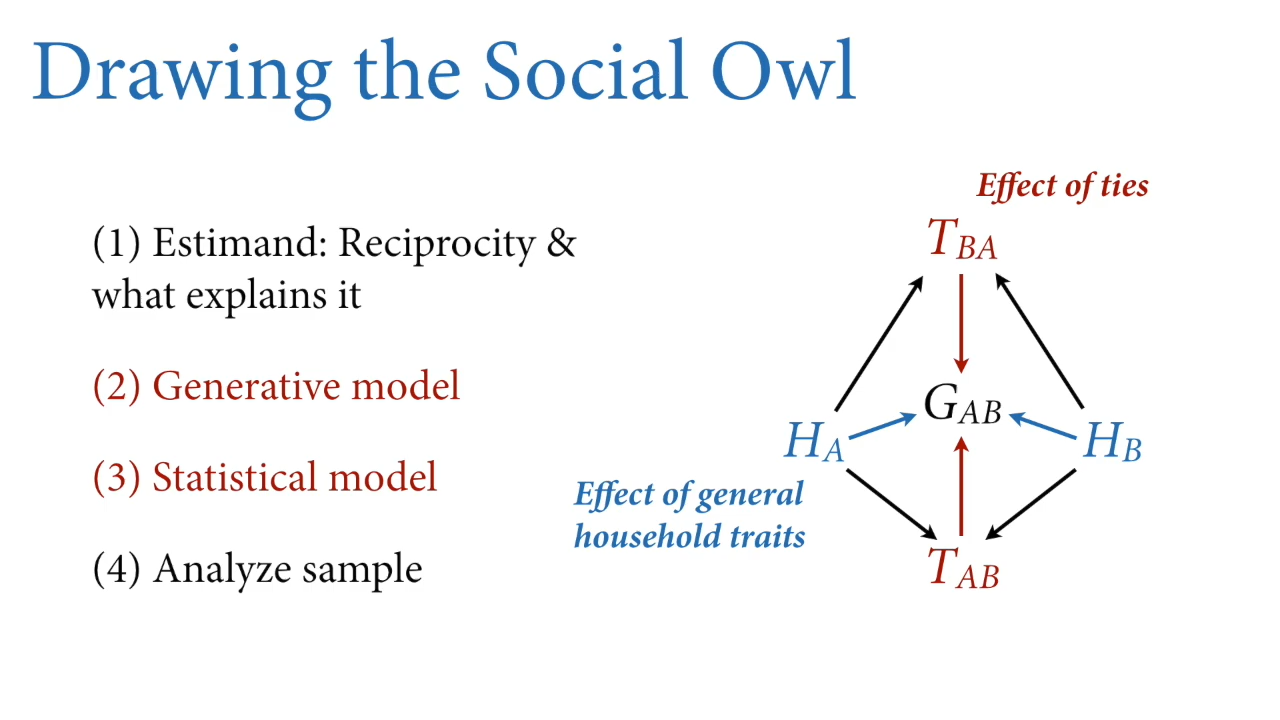 Drawing the Social Owl
(1) Estimand: Reciprocity &
what explains it
(2) Generative model
(3) Statistical model
(4) Analyze sample
Effect of ties
T_BA
G_AB
H_A
H_B
Effect of general
household traits
T_AB